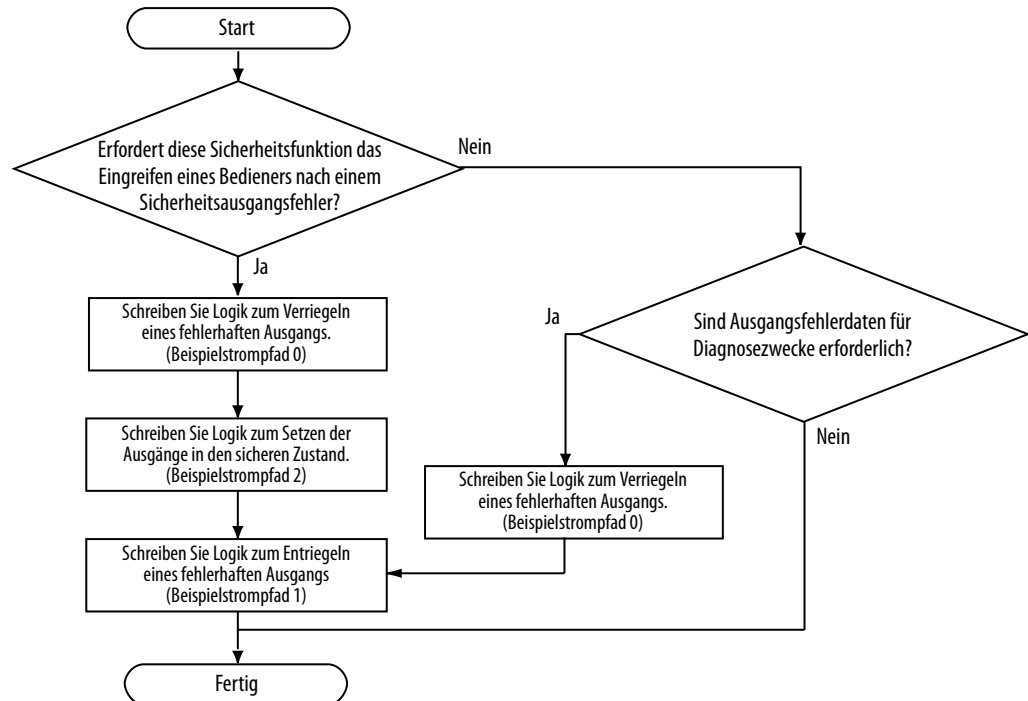 Start
Erfordert diese Sicherheitsfunktion das
Eingreifen eines Bedieners nach einem
Sicherheitsausgangsfehler?
Nein
Ja
Schreiben Sie Logik zum Verriegeln
eines fehlerhaften Ausgangs.
(Beispielstrompfad 0)
Schreiben Sie Logik zum Setzen der
Ausgänge in den sicheren Zustand.
(Beispielstrompfad 2)
Schreiben Sie Logik zum Entriegeln
eines fehlerhaften Ausgangs
(Beispielstrompfad 1)
Sind Ausgangsfehlerdaten für
Diagnosezwecke erforderlich?
Ja
Nein
Schreiben Sie Logik zum Verriegeln
eines fehlerhaften Ausgangs.
(Beispielstrompfad 0)
Fertig